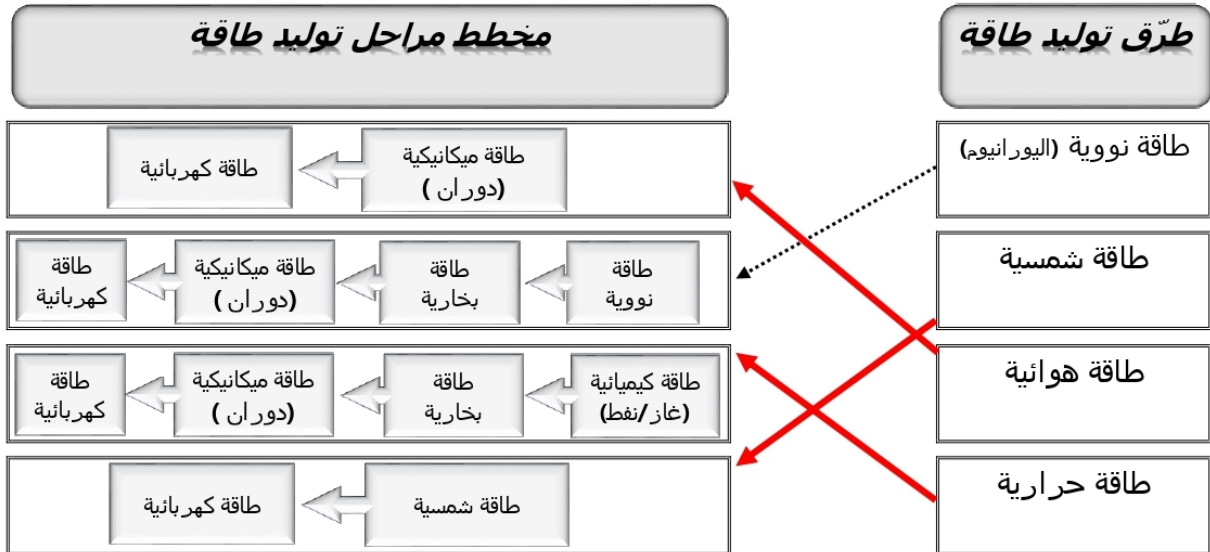 طرّق توليد طاقة
مخطط مراحل توليد طاقة
طاقة نووية (اليورانيوم)
طاقة ميكانيكية
(دوران )
طاقة كهربائية
طاقة شمسية
طاقة
نووية
طاقة
بخارية
طاقة ميكانيكية
(دوران )
طاقة
كهربائية
طاقة هوائية
طاقة كيميائية
(غاز/نفط)
طاقة
بخارية
طاقة ميكانيكية
(دوران )
طاقة
كهربائية
طاقة حرارية
طاقة شمسية
طاقة كهربائية